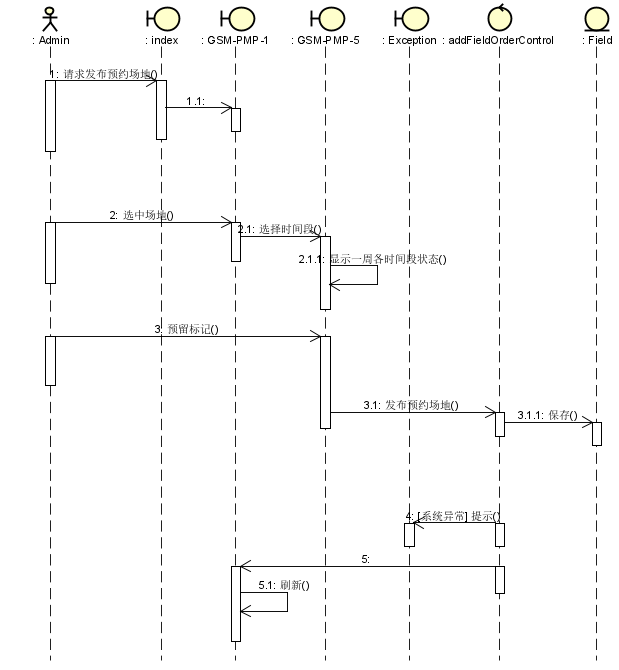 : Admin
: index
: GSM-PMP-1
: GSM-PMP-5
: Exception
: addFieldOrderControl
: Field
1: 请求发布预约场地()
1.1:
2: 选中场地()
2.1: 选择时间段()
2.1.1: 显示一周各时间段状态()
3: 预留标记()
3.1: 发布预约场地()
3.1.1: 保存()
4: [系统异常] 提示()
5:
5.1: 刷新()